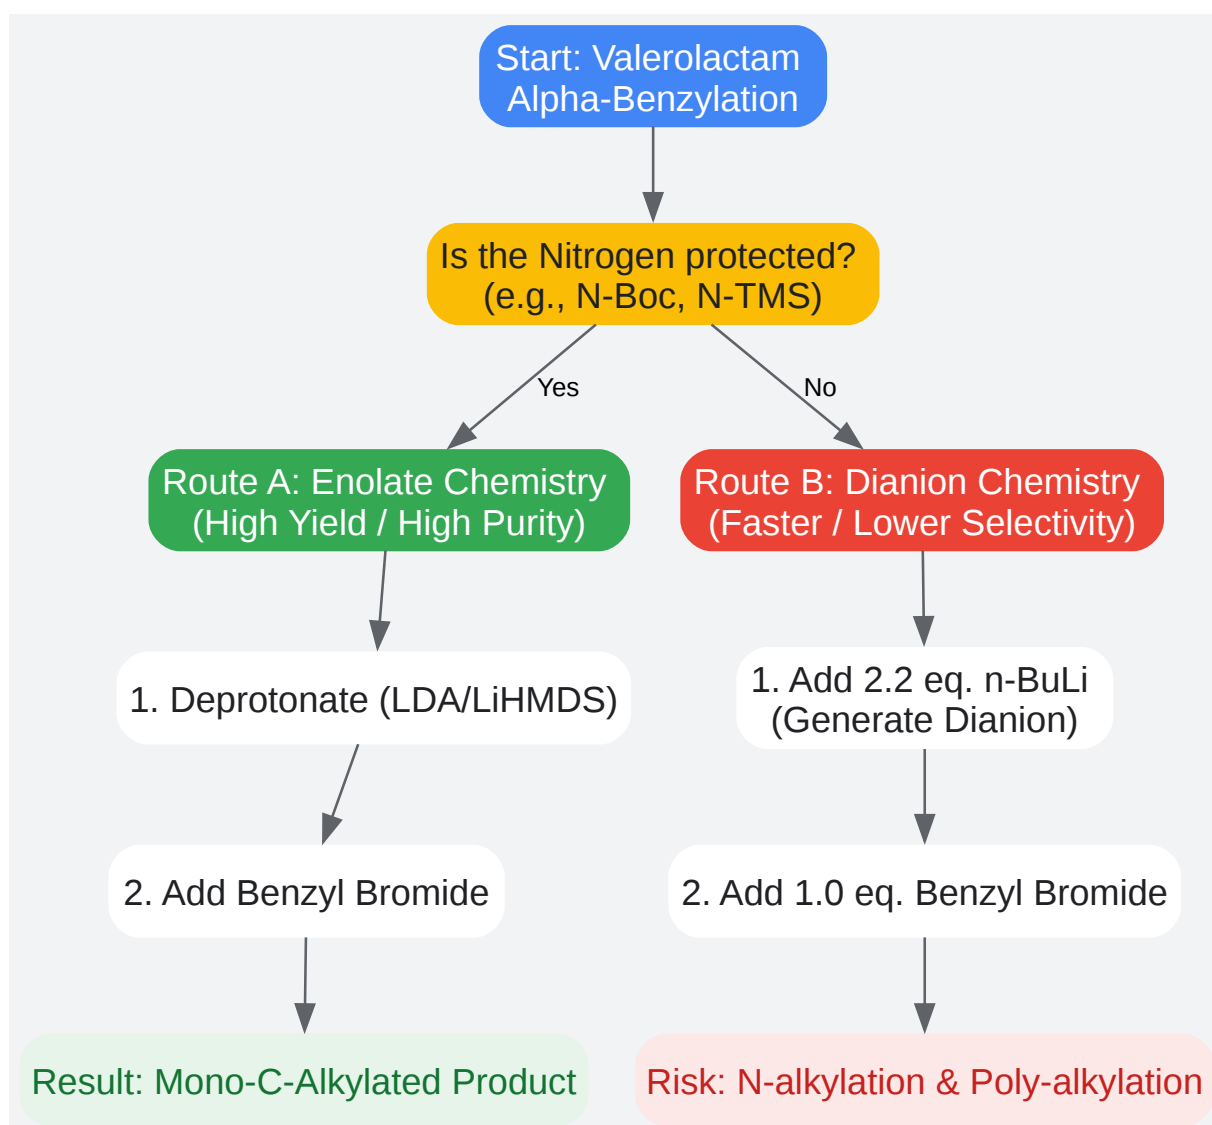 Start: Valerolactam
Alpha-Benzylation
Is the Nitrogen protected?
(e.g., N-Boc, N-TMS)
Yes
No
Route A: Enolate Chemistry
(High Yield / High Purity)
Route B: Dianion Chemistry
(Faster / Lower Selectivity)
1. Deprotonate (LDA/LiHMDS)
1. Add 2.2 eq. n-BuLi
(Generate Dianion)
2. Add Benzyl Bromide
2. Add 1.0 eq. Benzyl Bromide
Result: Mono-C-Alkylated Product
Risk: N-alkylation & Poly-alkylation